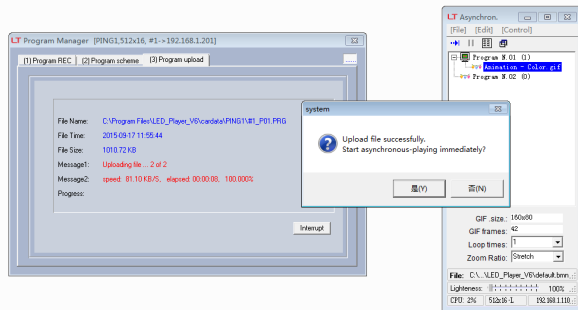 LT Program Manager [PING1,512x16, #1->192.168.1.201]
(1) Program REC | (2) Program scheme | (3) Program upload
......
File Name: C:\Program Files\LED_Player_V6\cardata\PING1\#1_P01.PRG
File Time: 2015-09-17 11:55:44
File Size: 1010.72 KB
Message1: Uploading file ... 2 of 2
Message2: speed: 81.10 KB/S, elapsed: 00:00:08, 100.000%
Progress:
Interrupt
system
Upload file successfully.
Start asynchronous-playing immediately?
是(Y)
否(N)
LT Asynchron.
[File] [Edit] [Control]
Program N.01 (1)
Animation - Color gif
Program N.02 (0)
GIF .size.: 160x80
GIF frames: 42
Loop times: 1
Zoom Ratio: Stretch
File: C:\...\LED_Player_V6\default.bmn
Lighteness: 100%
CPU: 2% 512x16-L 192.168.1.110